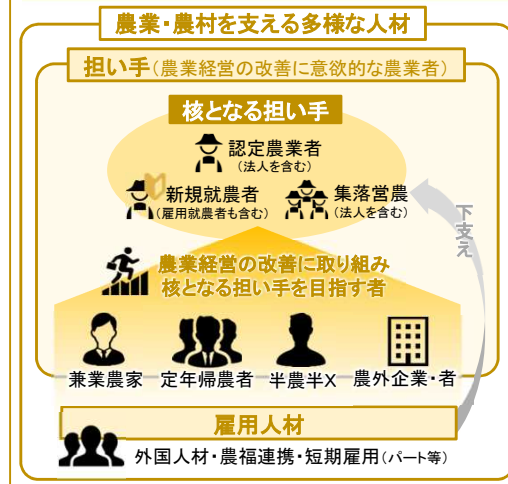 農業・農村を支える多様な人材
担い手(農業経営の改善に意欲的な農業者)
核となる担い手
認定農業者
(法人を含む)
新規就農者
(雇用就農者も含む)
集落営農
(法人を含む)
下支え
農業経営の改善に取り組み
核となる担い手を目指す者
兼業農家
定年帰農者
半農半X
農外企業・者
雇用人材
外国人材・農福連携・短期雇用(パート等)